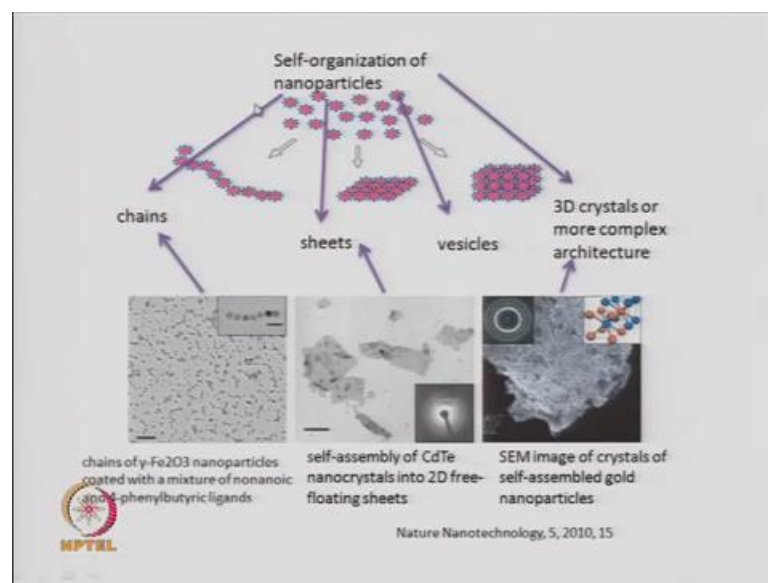 Self-organization of
nanoparticles
chains
sheets
vesicles
3D crystals or
more complex
architecture
chains of y-Fe2O3 nanoparticles
coated with a mixture of nonanoic
and 4-phenylbutyric ligands
self-assembly of CdTe
nanocrystals into 2D free-
floating sheets
SEM image of crystals of
self-assembled gold
nanoparticles
Nature Nanotechnology, 5, 2010, 15
NPTEL